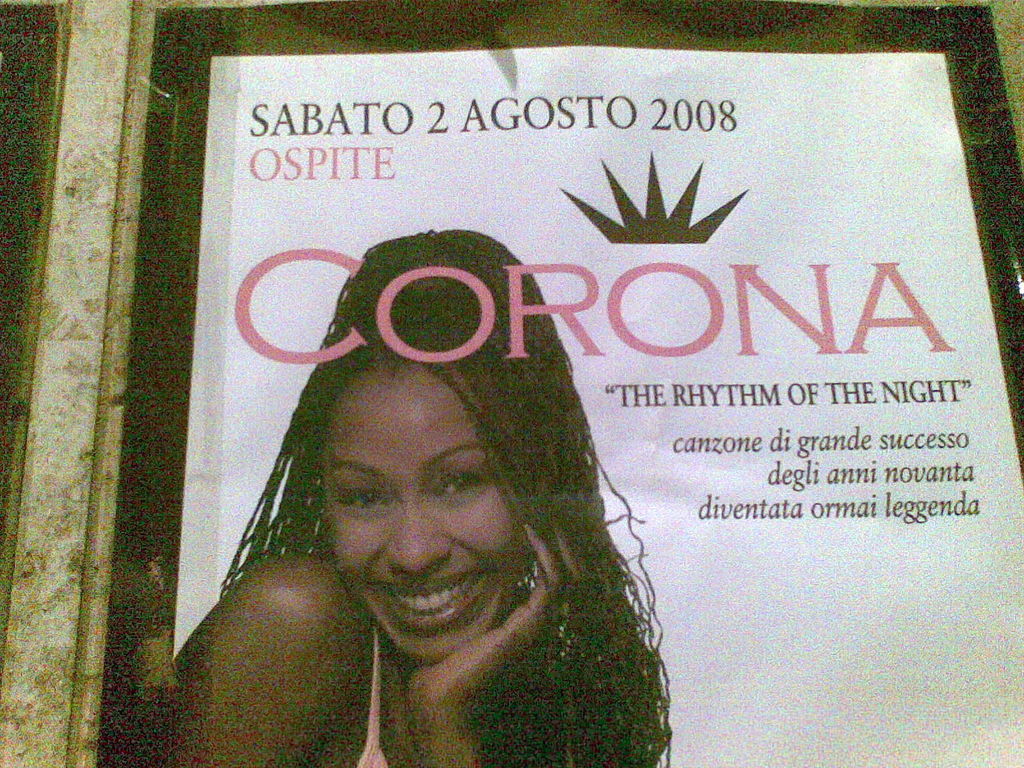 SABATO 2 AGOSTO 2008
OSPITE
CORONA
“THE RHYTHM OF THE NIGHT”
canzone di grande successo
degli anni novanta
diventata ormai leggenda